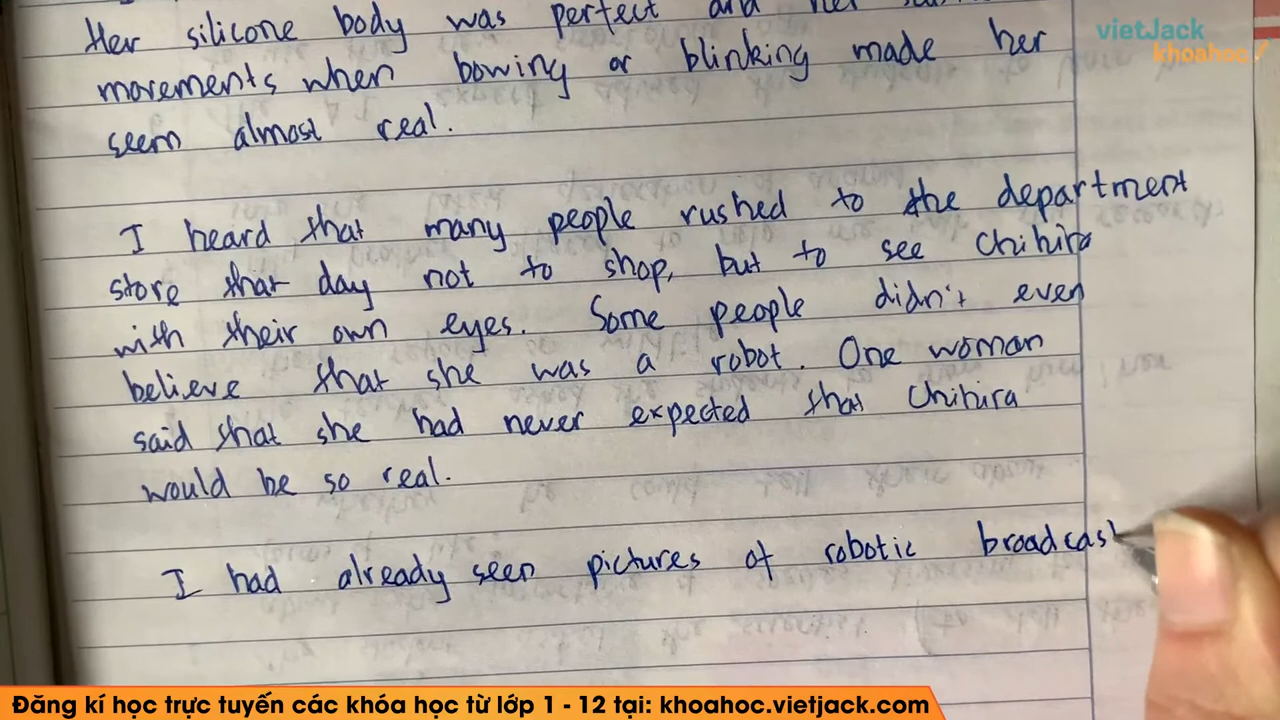 Her silicone body was perfect and her
movements when bowing or blinking made her
seem almost real.
I heard that many people rushed to the department
store that day not to shop, but to see Chihira
with their own eyes. Some people didn't even
believe that she was a robot. One woman
said that she had never expected that Chihira
would be so real.
I had already seen pictures of robotic broadcast
vietJack
khoahoc!
Đăng kí học trực tuyến các khóa học từ lớp 1 - 12 tại: khoahoc.vietjack.com